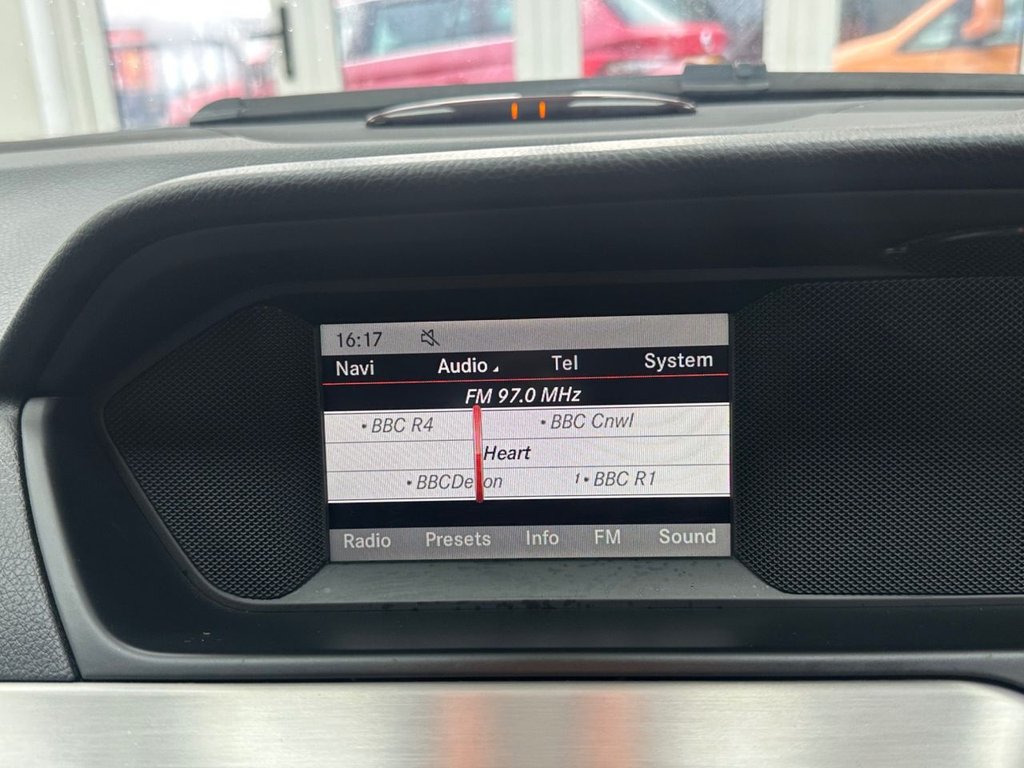 16:17
Navi Audio Tel System
FM 97.0 MHz
• BBC R4 • BBC Cnwl
Heart
• BBCDe on 1• BBC R1
Radio Presets Info FM Sound